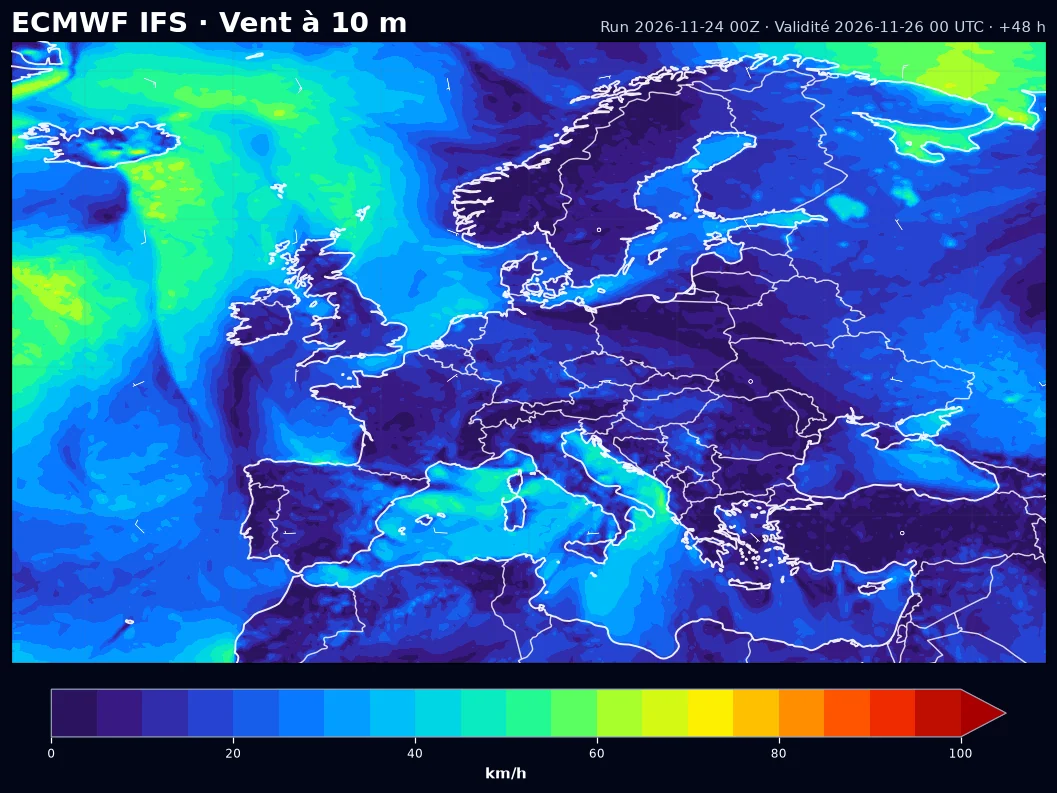 ECMWF IFS · Vent à 10 m
Run 2026-11-24 00Z · Validité 2026-11-26 00 UTC · +48 h
0 20 40 60 80 100
km/h